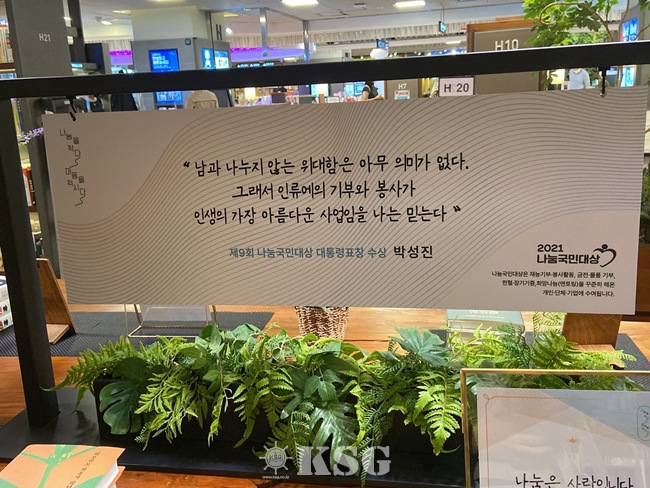 H21
H10
H7
H 20
" 남과 나누지 않는 위대함은 아무 의미가 없다.
그래서 인류에의 기부와 봉사가
인생의 가장 아름다운 사업임을 나는 믿는다 "
제9회 나눔국민대상 대통령표창 수상 박성진
2021
나눔국민대상
나눔국민대상은 재능기부·봉사활동, 금전·물품 기부,
헌혈·장기기증,희망나눔(멘토링)을 꾸준히 해온
개인·단체·기업에 수여됩니다.
KSG
www.ksg.co.kr
나눔은 사랑입니다